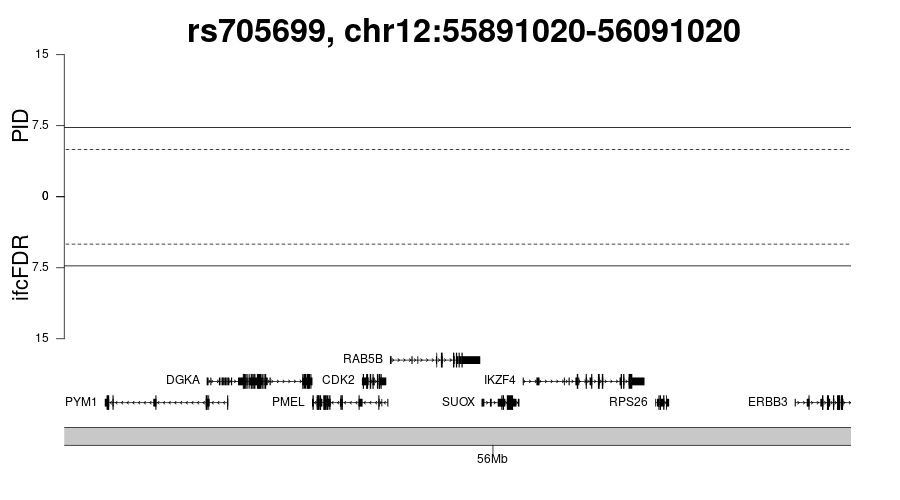 rs705699, chr12:55891020-56091020
15
PID
7.5
0
ifcFDR
7.5
15
RAB5B
DGKA
CDK2
IKZF4
PYM1
PMEL
SUOX
RPS26
ERBB3
56Mb